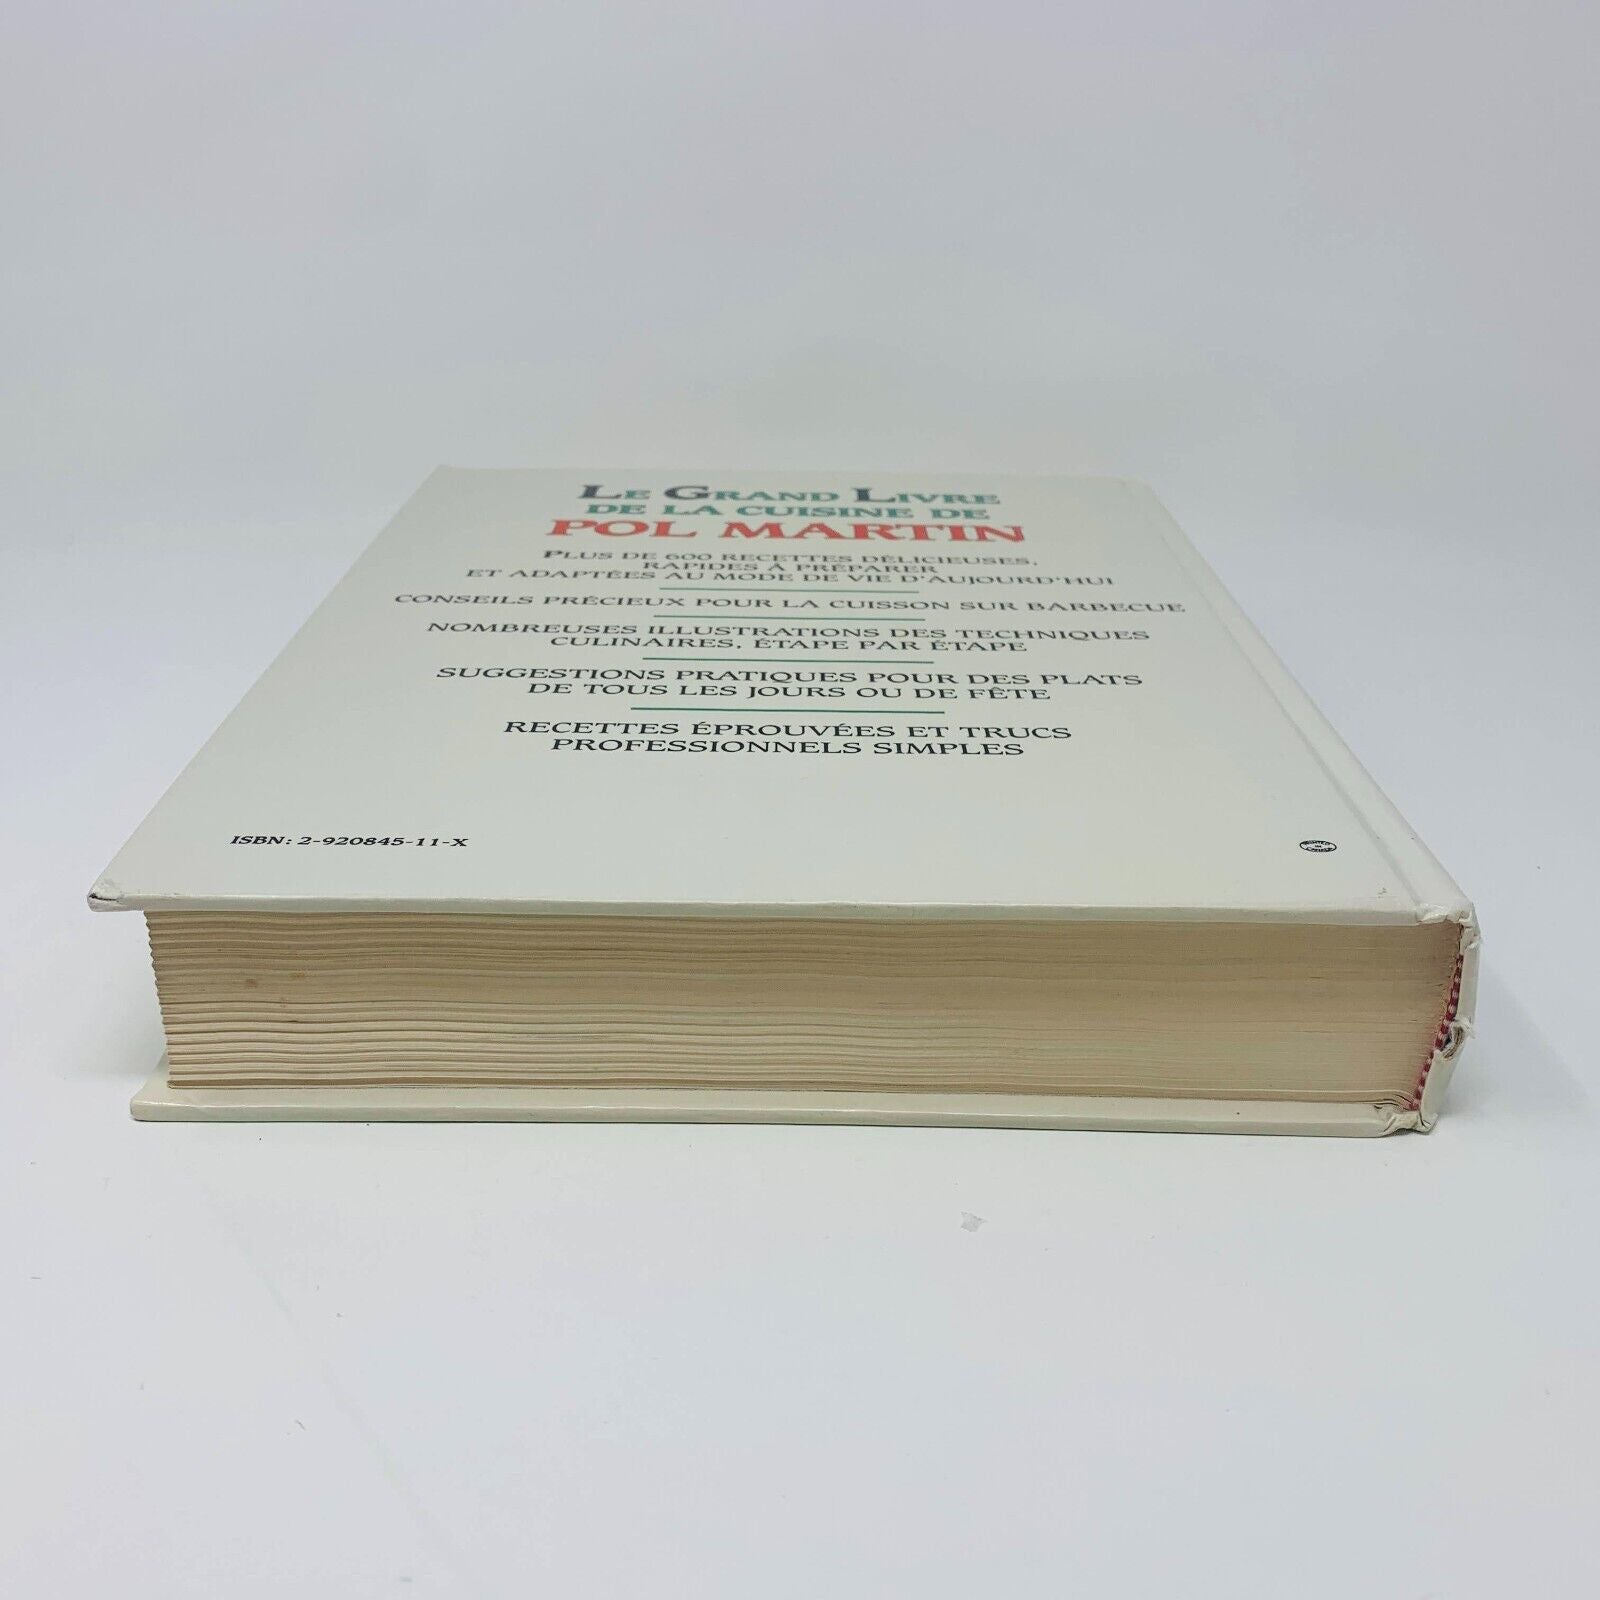 LE GRAND LIVRE
DE LA CUISINE DE
POL MARTIN
PLUS DE 600 RECETTES DÉLICIEUSES,
RAPIDES À PRÉPARER
ET ADAPTÉES AU MODE DE VIE D'AUJOURD'HUI
CONSEILS PRÉCIEUX POUR LA CUISSON SUR BARBECUE
NOMBREUSES ILLUSTRATIONS DES TECHNIQUES
CULINAIRES, ÉTAPE PAR ÉTAPE
SUGGESTIONS PRATIQUES POUR DES PLATS
DE TOUS LES JOURS OU DE FÊTE
RECETTES ÉPROUVÉES ET TRUCS
PROFESSIONNELS SIMPLES
ISBN: 2-920845-11-X